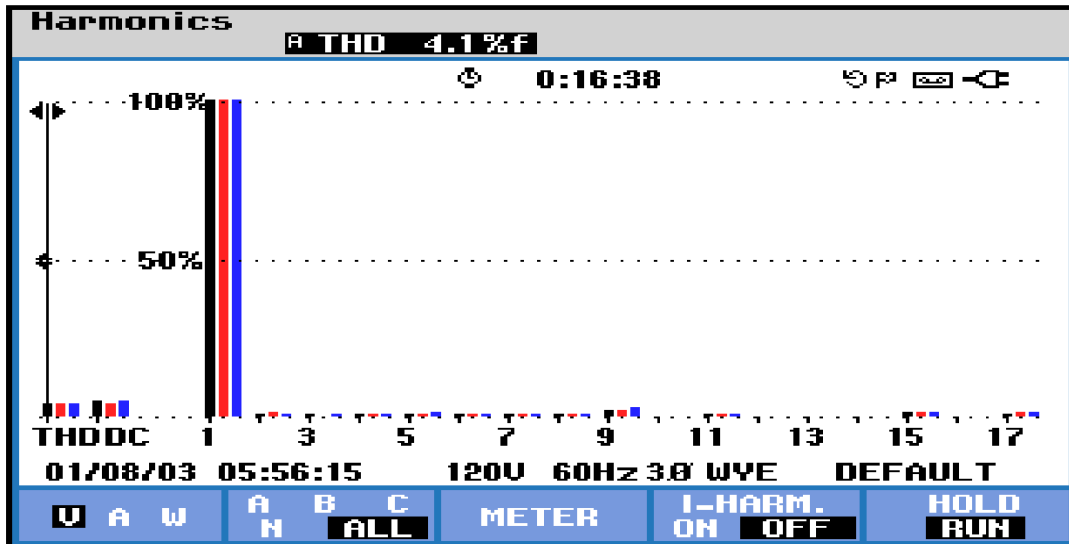 Harmonics
A THD 4.1%f
0:16:38
100%
50%
THD DC 1 3 5 7 9 11 13 15 17
01/08/03 05:56:15 120V 60Hz 3Ø WYE DEFAULT
V A W
A B C
N ALL
METER
I-HARM.
ON OFF
HOLD
RUN